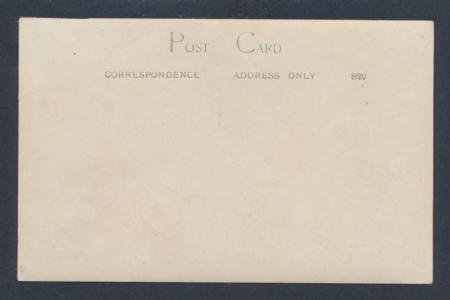 POST CARD
CORRESPONDENCE ADDRESS ONLY B20